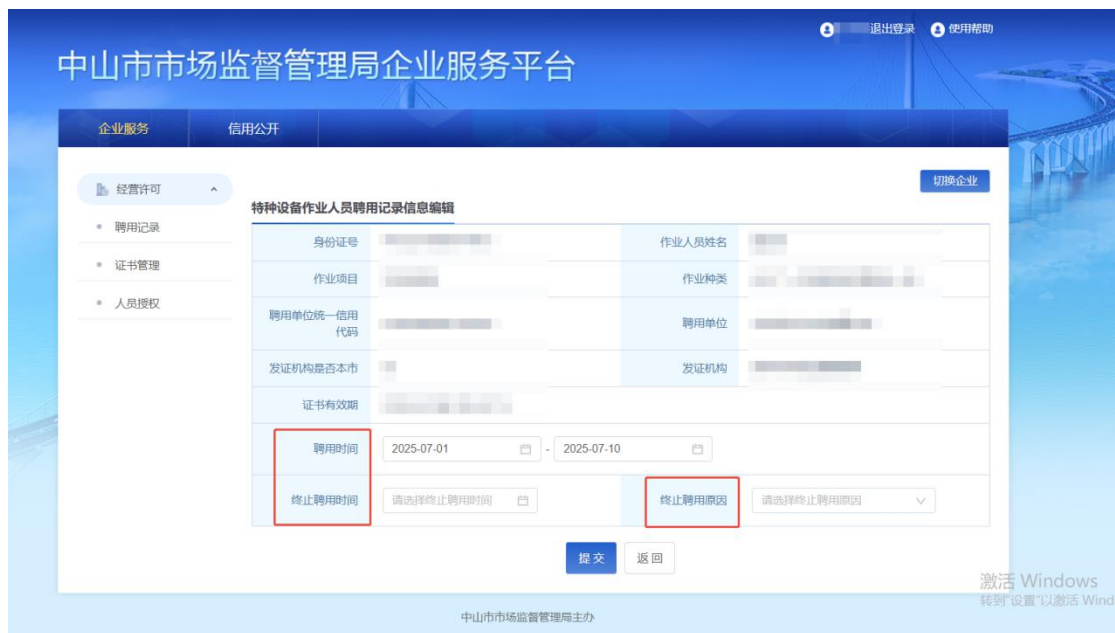 退出登录 使用帮助
中山市市场监督管理局企业服务平台
企业服务 信用公开
切换企业
经营许可
聘用记录
证书管理
人员授权
特种设备作业人员聘用记录信息编辑
身份证号 作业人员姓名
作业项目 作业种类
聘用单位统一信用
代码 聘用单位
发证机构是否本市 发证机构
证书有效期
聘用时间 2025-07-01 - 2025-07-10
终止聘用时间 请选择终止聘用时间 终止聘用原因 请选择终止聘用原因
提交 返回
激活 Windows
转到"设置"以激活 Wind
中山市市场监督管理局主办